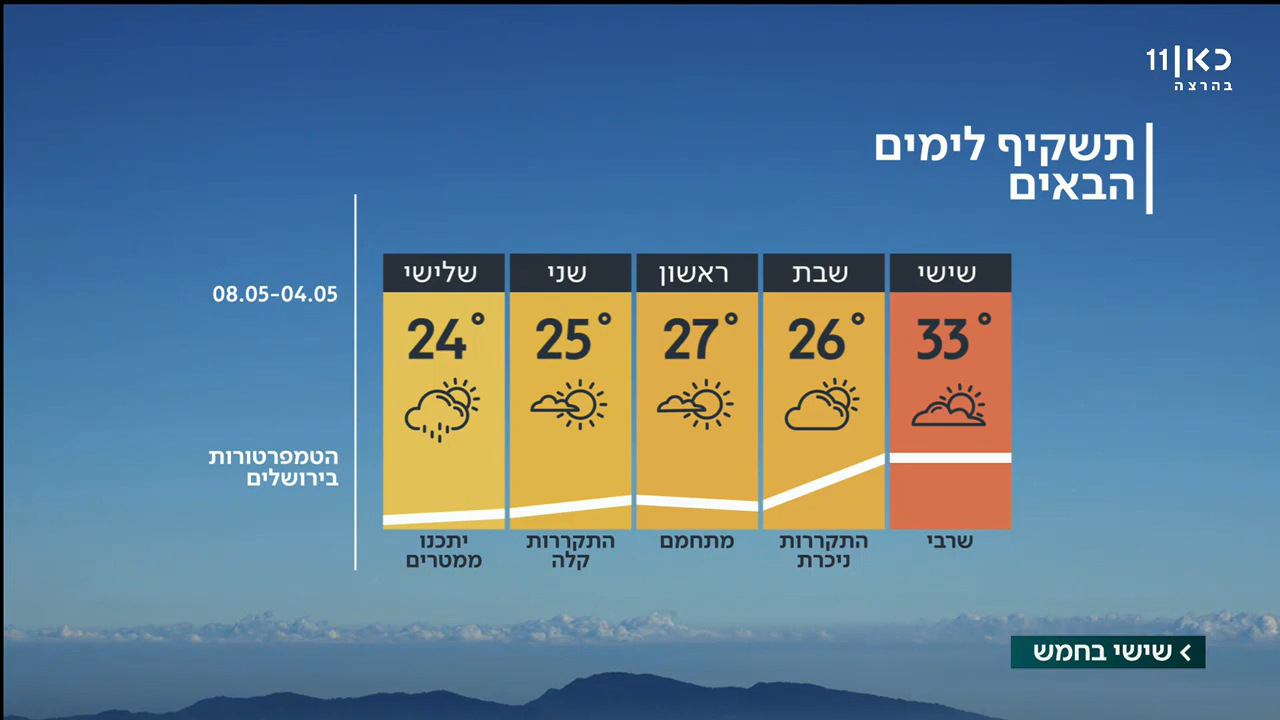 כאן 11
בהרצה
תשקיף לימים
הבאים
שישי
שבת
ראשון
שני
שלישי
33°
26°
27°
25°
24°
שרבי
התקררות
ניכרת
מתחמם
התקררות
קלה
יתכנו
ממטרים
08.05-04.05
הטמפרטורות
בירושלים
שישי בחמש